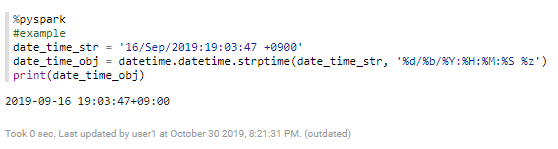 %pyspark
#example
date_time_str = '16/Sep/2019:19:03:47 +0900'
date_time_obj = datetime.datetime.strptime(date_time_str, '%d/%b/%Y:%H:%M:%S %z')
print(date_time_obj)
2019-09-16 19:03:47+09:00
Took 0 sec. Last updated by user1 at October 30 2019, 8:21:31 PM. (outdated)